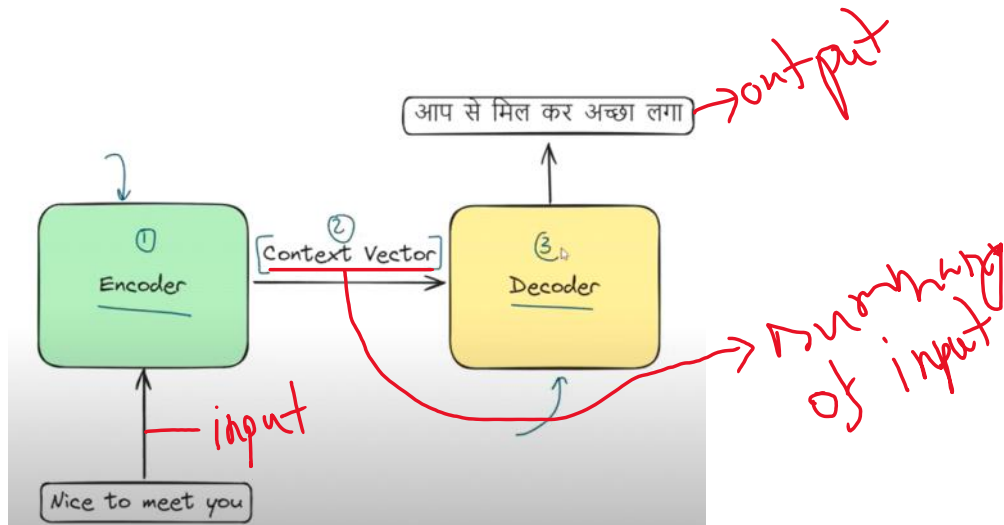 output
आप से मिल कर अच्छा लगा
①
Encoder
②
[Context Vector]
③
Decoder
summary
of input
input
Nice to meet you